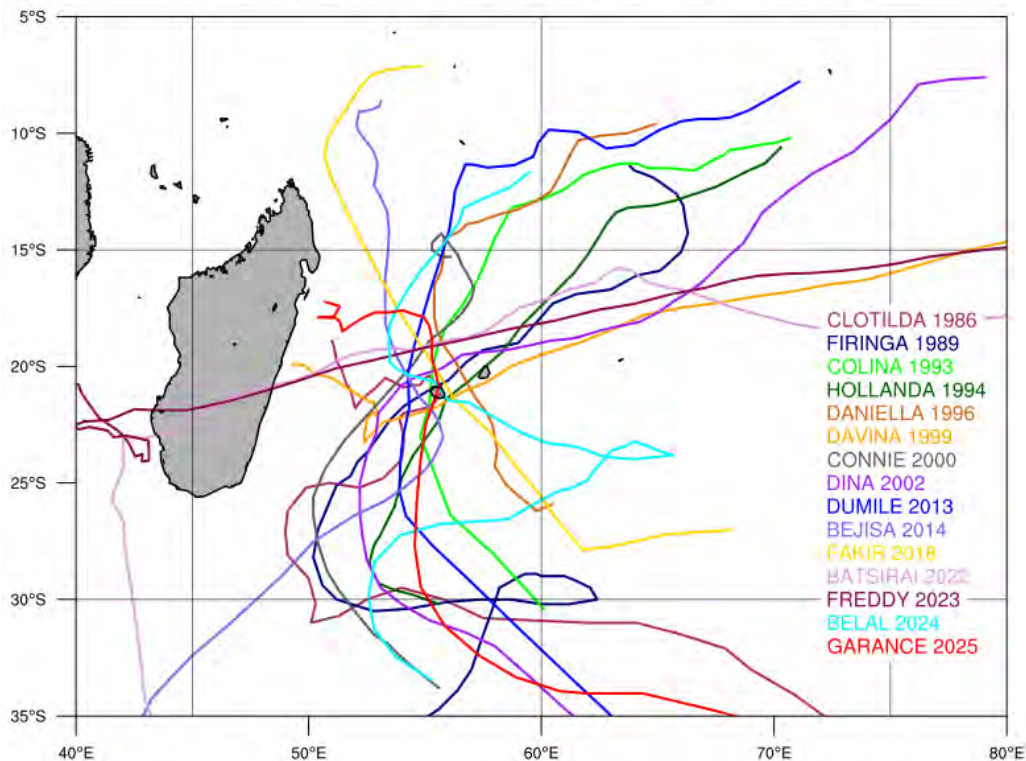 5°S
10°S
15°S
20°S
25°S
30°S
35°S
40°E
50°E
60°E
70°E
80°E
CLOTILDA 1986
FIRINGA 1989
COLINA 1993
HOLLANDA 1994
DANIELLA 1996
DAVINA 1999
CONNIE 2000
DINA 2002
DUMILE 2013
BEJISA 2014
FAKIR 2018
BATSIRAI 2022
FREDDY 2023
BELAL 2024
GARANCE 2025